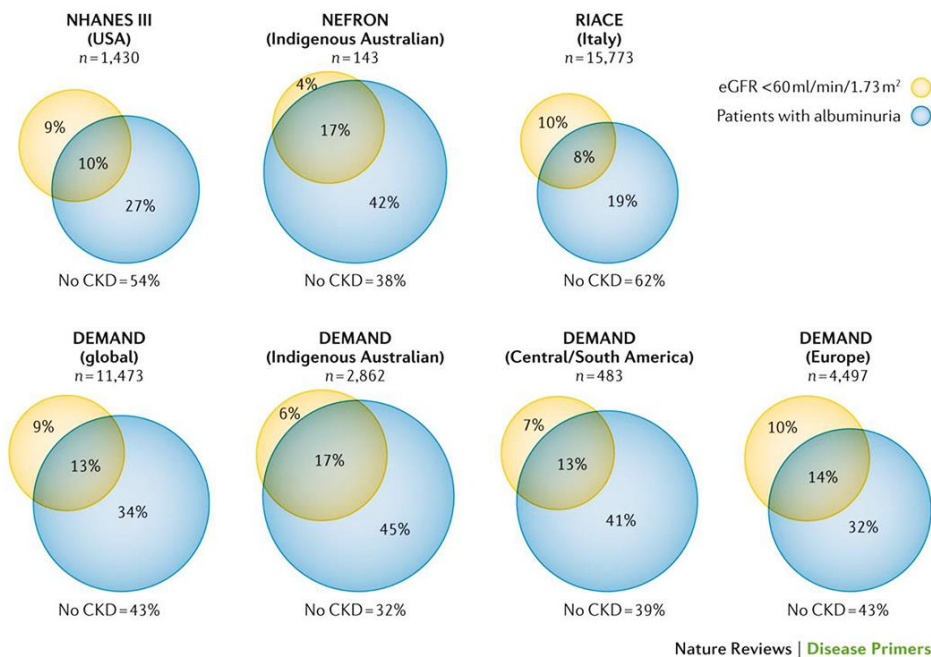 NHANES III
(USA)
n=1,430
9%
10%
27%
No CKD=54%
NEFRON
(Indigenous Australian)
n=143
4%
17%
42%
No CKD=38%
RIACE
(Italy)
n=15,773
10%
8%
19%
No CKD=62%
eGFR <60 ml/min/1.73 m²
Patients with albuminuria
DEMAND
(global)
n=11,473
9%
13%
34%
No CKD=43%
DEMAND
(Indigenous Australian)
n=2,862
6%
17%
45%
No CKD=32%
DEMAND
(Central/South America)
n=483
7%
13%
41%
No CKD=39%
DEMAND
(Europe)
n=4,497
10%
14%
32%
No CKD=43%
Nature Reviews | Disease Primers